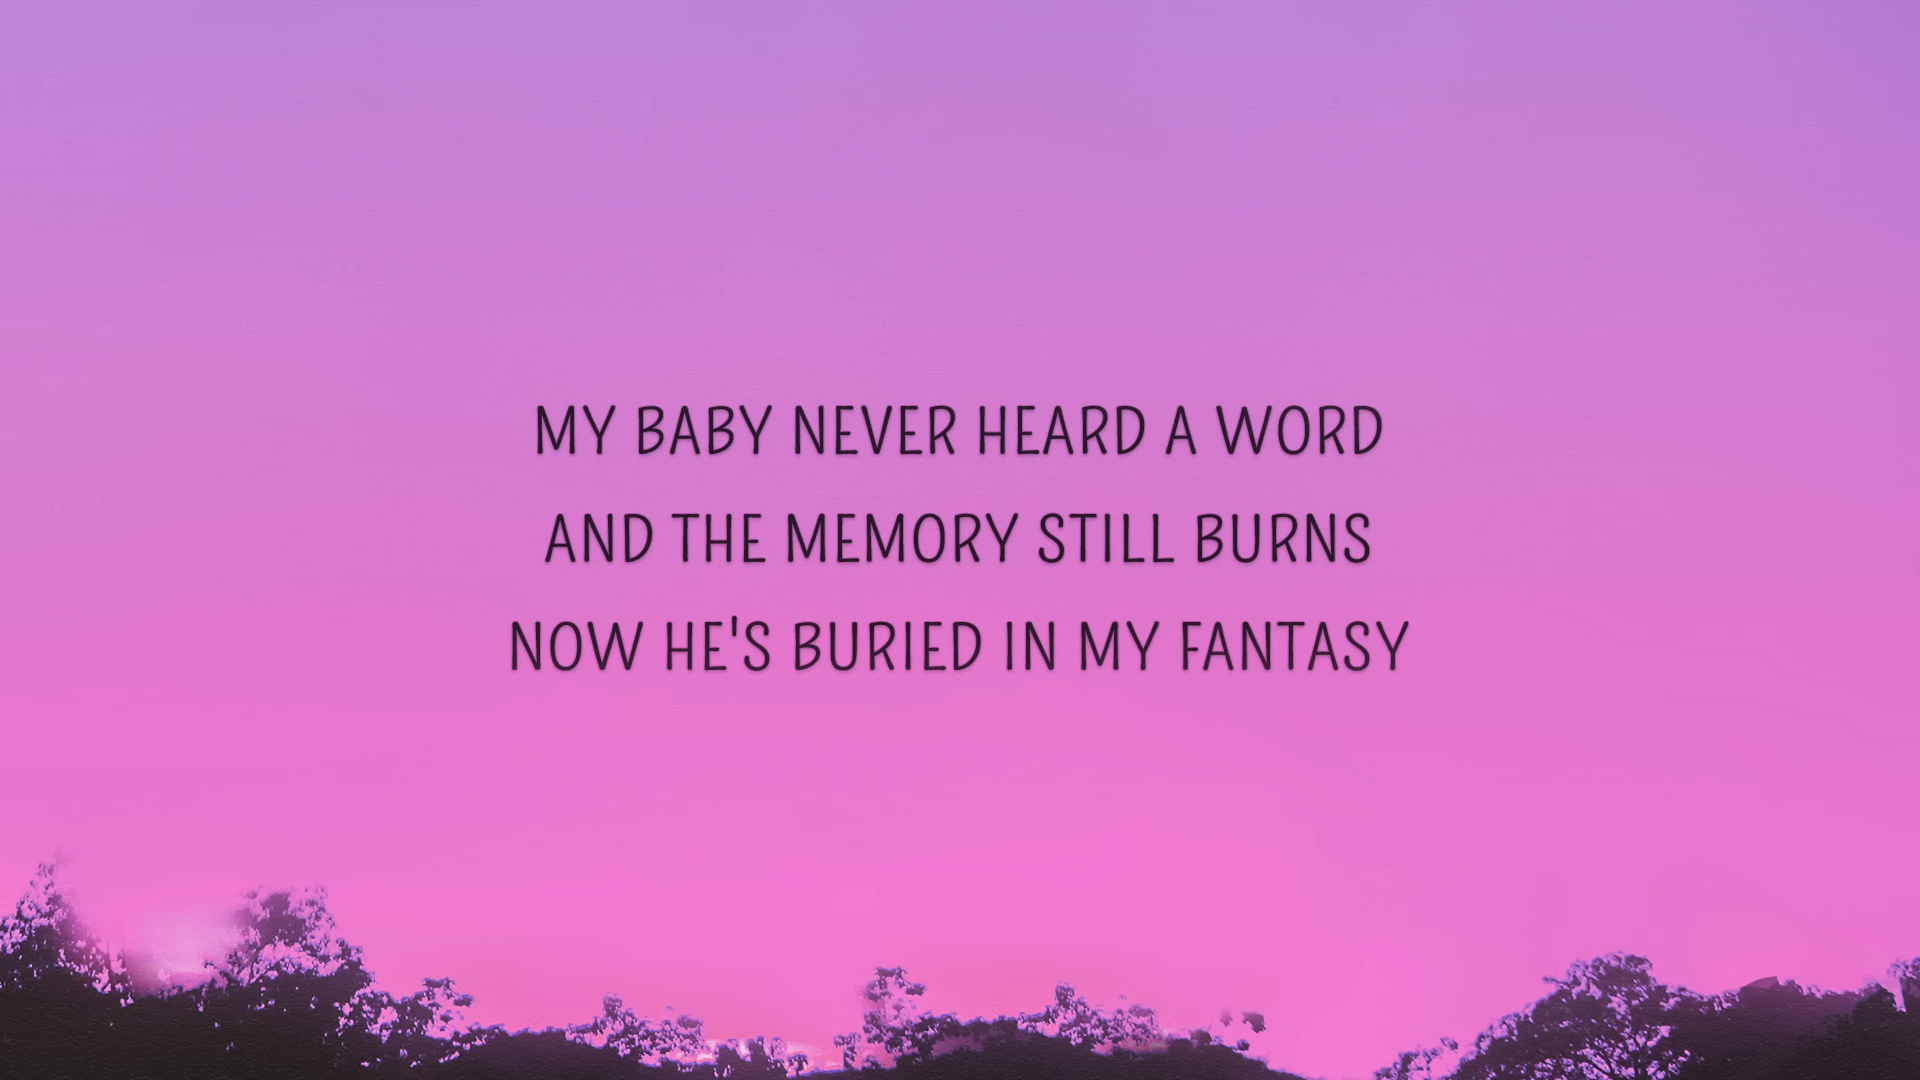 MY BABY NEVER HEARD A WORD
AND THE MEMORY STILL BURNS
NOW HE'S BURIED IN MY FANTASY